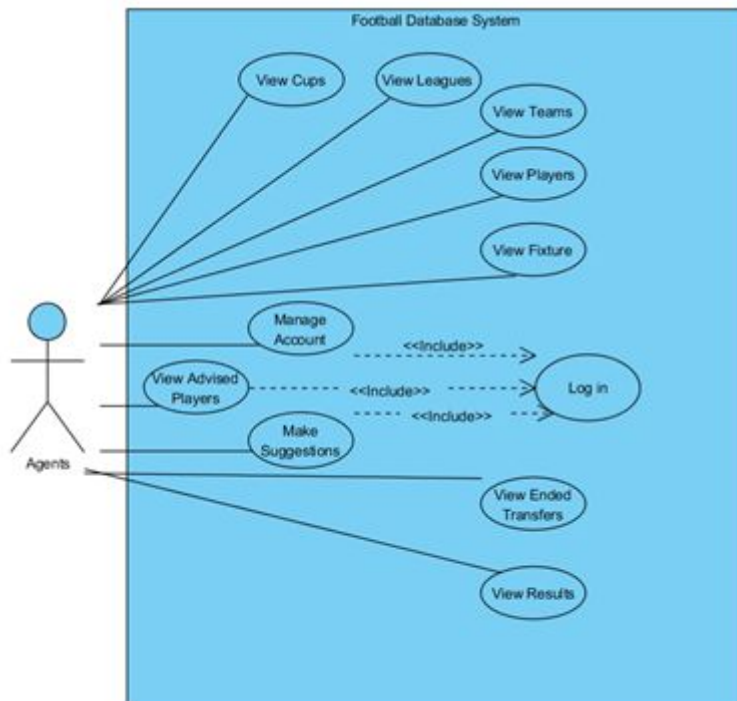 Football Database System
View Cups
View Leagues
View Teams
View Players
View Fixture
Manage
Account
<<Include>>
View Advised
Players
<<Include>>
Log in
<<Include>>
Make
Suggestions
Agents
View Ended
Transfers
View Results